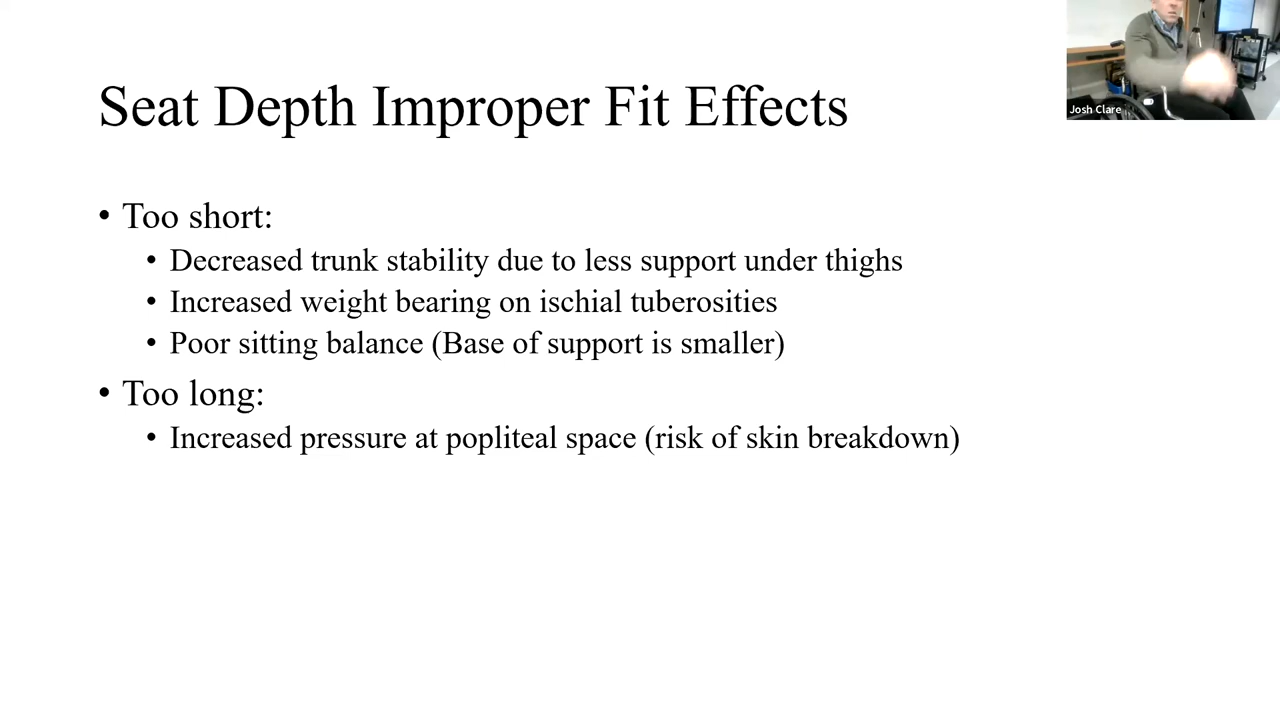 Seat Depth Improper Fit Effects
Josh Clare
• Too short:
• Decreased trunk stability due to less support under thighs
• Increased weight bearing on ischial tuberosities
• Poor sitting balance (Base of support is smaller)
• Too long:
• Increased pressure at popliteal space (risk of skin breakdown)